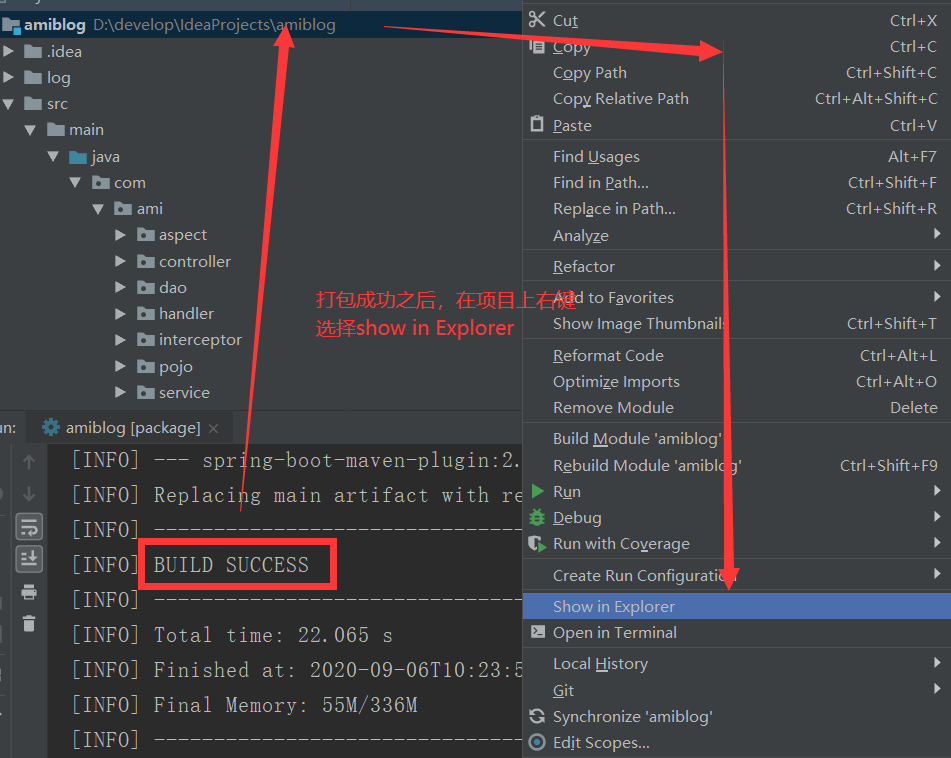 amiblog D:\develop\IdeaProjects\amiblog
.idea
log
src
main
java
com
ami
aspect
controller
dao
handler
interceptor
pojo
service
打包成功之后，在项目上右键
选择show in Explorer
Cut Ctrl+X
Copy Ctrl+C
Copy Path Ctrl+Shift+C
Copy Relative Path Ctrl+Alt+Shift+C
Paste Ctrl+V
Find Usages Alt+F7
Find in Path... Ctrl+Shift+F
Replace in Path... Ctrl+Shift+R
Analyze
Refactor
Add to Favorites
Show Image Thumbnails Ctrl+Shift+T
Reformat Code Ctrl+Alt+L
Optimize Imports Ctrl+Alt+O
Remove Module Delete
Build Module 'amiblog'
Rebuild Module 'amiblog' Ctrl+Shift+F9
Run
Debug
Run with Coverage
Create Run Configuration
Show in Explorer
Open in Terminal
Local History
Git
Synchronize 'amiblog'
Edit Scopes...
un: amiblog [package]
[INFO] --- spring-boot-maven-plugin:2.
[INFO] Replacing main artifact with re
[INFO] --------------------------------
[INFO] BUILD SUCCESS
[INFO] --------------------------------
[INFO] Total time: 22.065 s
[INFO] Finished at: 2020-09-06T10:23:5
[INFO] Final Memory: 55M/336M
[INFO] --------------------------------